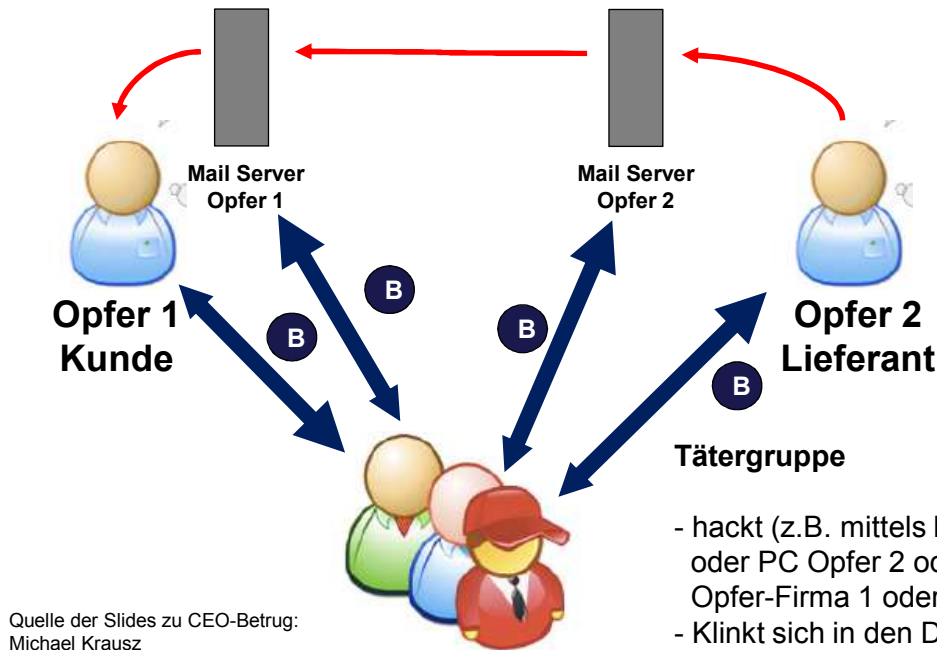 Mail Server
Opfer 1
Mail Server
Opfer 2
B
B
B
B
Opfer 1
Kunde
Opfer 2
Lieferant
Tätergruppe
- hackt (z.B. mittels
oder PC Opfer 2
Opfer-Firma 1 oder
- Klinkt sich in den
Quelle der Slides zu CEO-Betrug:
Michael Krausz